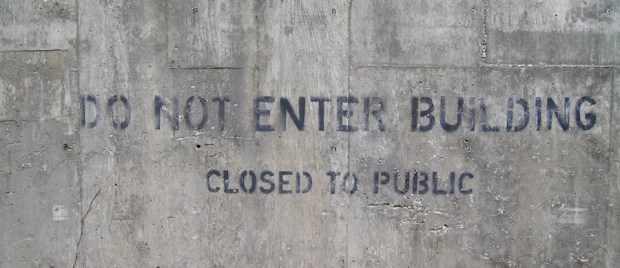 DO NOT ENTER BUILDING
CLOSED TO PUBLIC